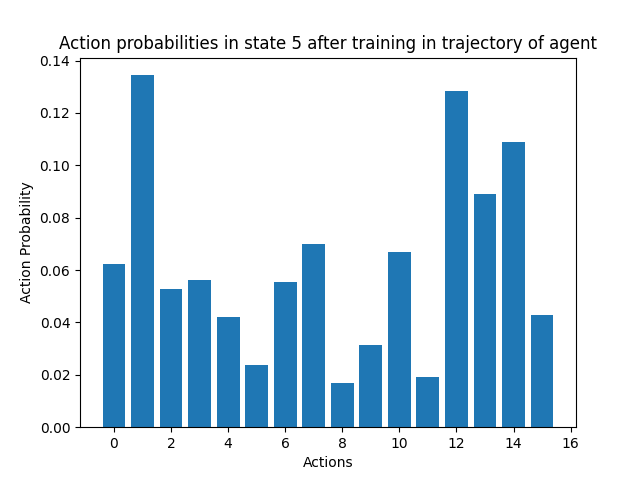 Action probabilities in state 5 after training in trajectory of agent
0.14
0.12
0.10
0.08
0.06
0.04
0.02
0.00
Action Probability
0 2 4 6 8 10 12 14 16
Actions